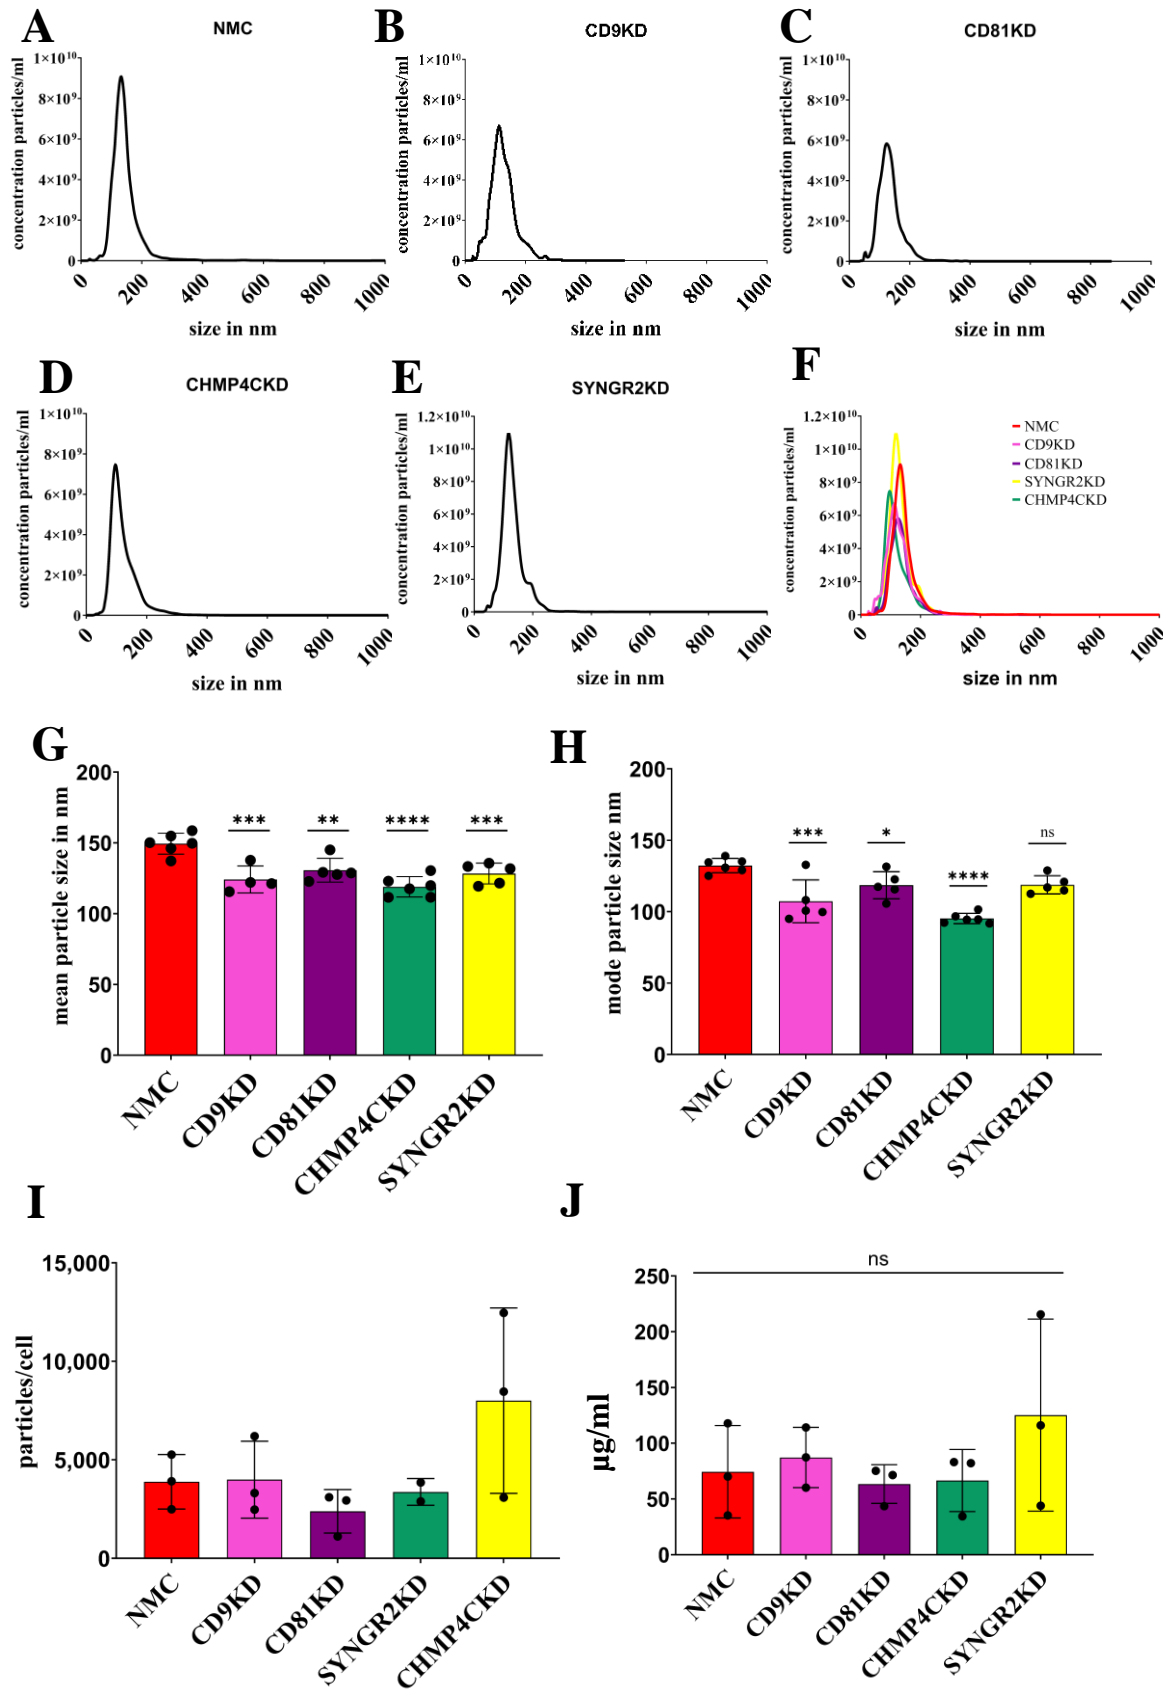 A
NMC
1×10¹⁰
8×10⁹
6×10⁹
4×10⁹
2×10⁹
0
concentration particles/ml
0 200 400 600 800 1000
size in nm
B
CD9KD
1×10¹⁰
8×10⁹
6×10⁹
4×10⁹
2×10⁹
0
concentration particles/ml
0 200 400 600 800 1000
size in nm
C
CD81KD
1×10¹⁰
8×10⁹
6×10⁹
4×10⁹
2×10⁹
0
concentration particles/ml
0 200 400 600 800 1000
size in nm
D
CHMP4CKD
1×10¹⁰
8×10⁹
6×10⁹
4×10⁹
2×10⁹
0
concentration particles/ml
0 200 400 600 800 1000
size in nm
E
SYNGR2KD
1.2×10¹⁰
1×10¹⁰
8×10⁹
6×10⁹
4×10⁹
2×10⁹
0
concentration particles/ml
0 200 400 600 800 1000
size in nm
F
1.2×10¹⁰
1×10¹⁰
8×10⁹
6×10⁹
4×10⁹
2×10⁹
0
concentration particles/ml
NMC
CD9KD
CD81KD
SYNGR2KD
CHMP4CKD
0 200 400 600 800 1000
size in nm
G
200
150
100
50
0
mean particle size in nm
*** ** **** ***
NMC CD9KD CD81KD CHMP4CKD SYNGR2KD
H
200
150
100
50
0
mode particle size nm
*** * **** ns
NMC CD9KD CD81KD CHMP4CKD SYNGR2KD
I
15,000
10,000
5,000
0
particles/cell
NMC CD9KD CD81KD SYNGR2KD CHMP4CKD
J
ns
250
200
150
100
50
0
µg/ml
NMC CD9KD CD81KD CHMP4CKD SYNGR2KD